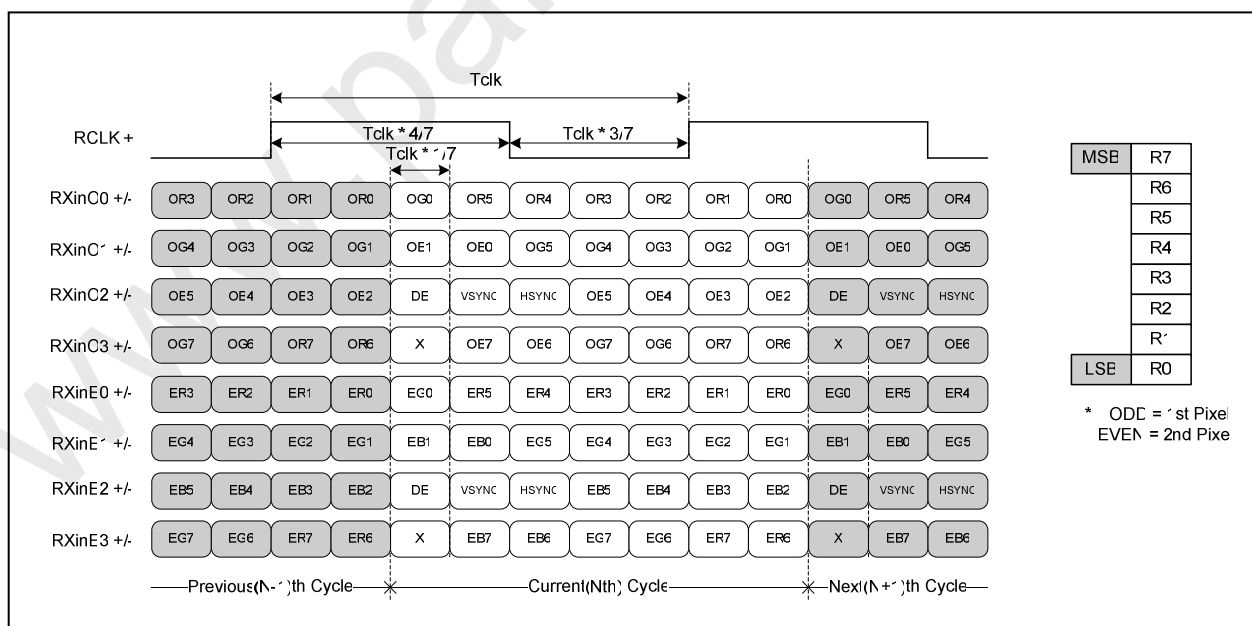 Tclk
RCLK +
Tclk * 4/7
Tclk * 3/7
Tclk * 1/7
MSB R7
R6
R5
R4
R3
R2
R1
LSB R0
* ODD = 1st Pixel
EVEN = 2nd Pixel
RXinO0 +/- OR3 OR2 OR1 OR0 OG0 OR5 OR4 OR3 OR2 OR1 OR0 OG0 OR5 OR4
RXinO1 +/- OG4 OG3 OG2 OG1 OE1 OE0 OG5 OG4 OG3 OG2 OG1 OE1 OE0 OG5
RXinO2 +/- OE5 OE4 OE3 OE2 DE VSYNC HSYNC OE5 OE4 OE3 OE2 DE VSYNC HSYNC
RXinO3 +/- OG7 OG6 OR7 OR6 X OE7 OE6 OG7 OG6 OR7 OR6 X OE7 OE6
RXinE0 +/- ER3 ER2 ER1 ER0 EG0 ER5 ER4 ER3 ER2 ER1 ER0 EG0 ER5 ER4
RXinE1 +/- EG4 EG3 EG2 EG1 EB1 EB0 EG5 EG4 EG3 EG2 EG1 EB1 EB0 EG5
RXinE2 +/- EB5 EB4 EB3 EB2 DE VSYNC HSYNC EB5 EB4 EB3 EB2 DE VSYNC HSYNC
RXinE3 +/- EG7 EG6 ER7 ER6 X EB7 EB6 EG7 EG6 ER7 ER6 X EB7 EB6
Previous(N-1)th Cycle Current(Nth) Cycle Next(N+1)th Cycle